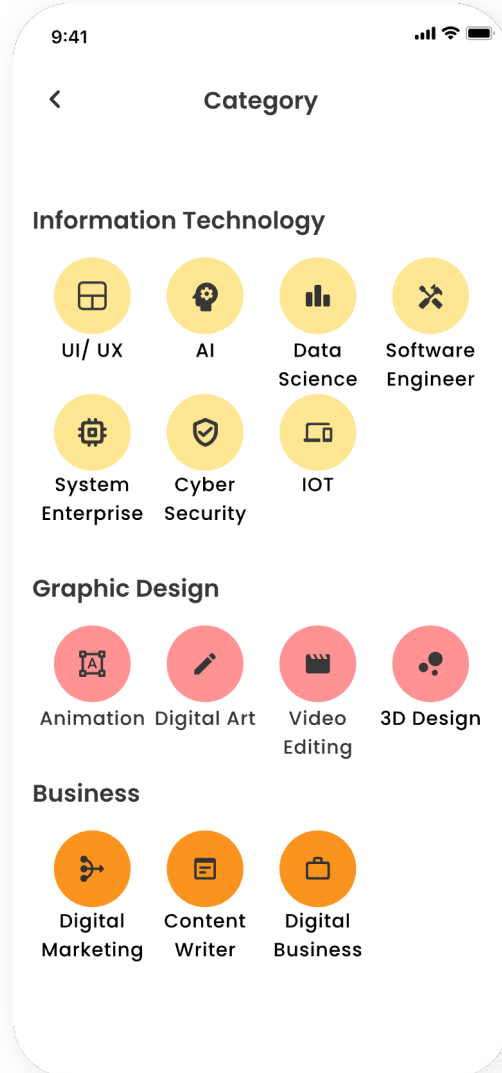 9:41
Category
Information Technology
UI/ UX
AI
Data
Science
Software
Engineer
System
Enterprise
Cyber
Security
IOT
Graphic Design
A
Animation
Digital Art
Video
Editing
3D Design
Business
Digital
Marketing
Content
Writer
Digital
Business